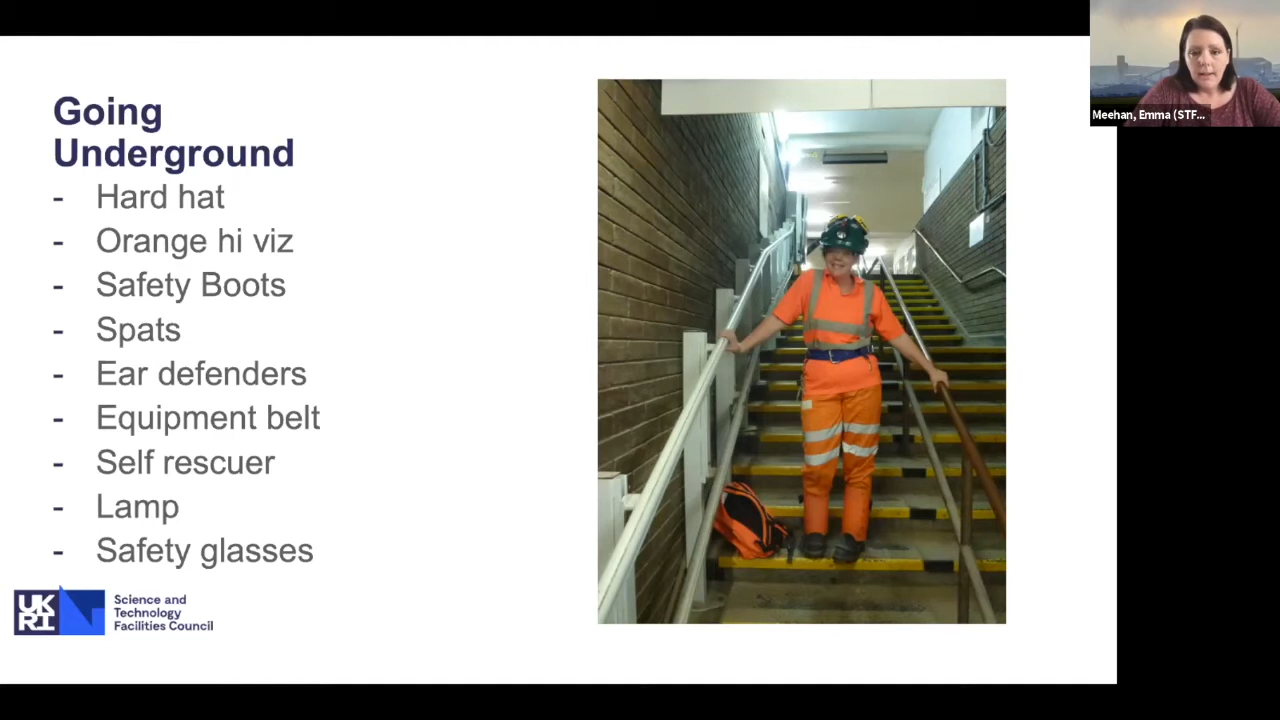 Going
Underground
- Hard hat
- Orange hi viz
- Safety Boots
- Spats
- Ear defenders
- Equipment belt
- Self rescuer
- Lamp
- Safety glasses
UK
RI
Science and
Technology
Facilities Council
Meehan, Emma (STF...